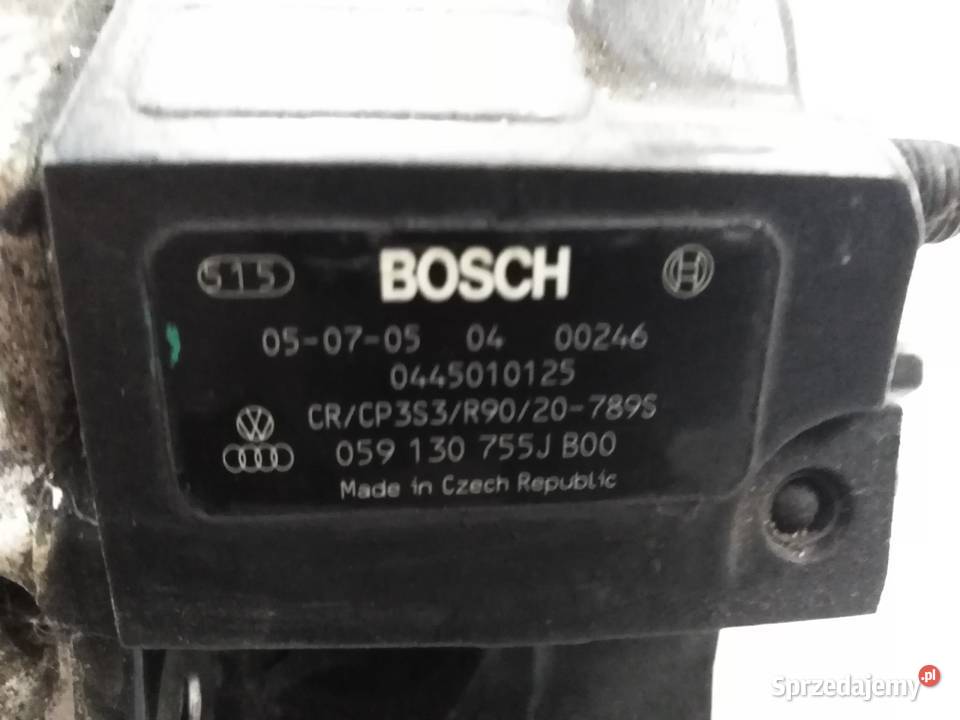 515 BOSCH
05-07-05 04 00246
0445010125
CR/CP3S3/R90/20-789S
059 130 755J B00
Made in Czech Republic
Sprzedajemy.pl